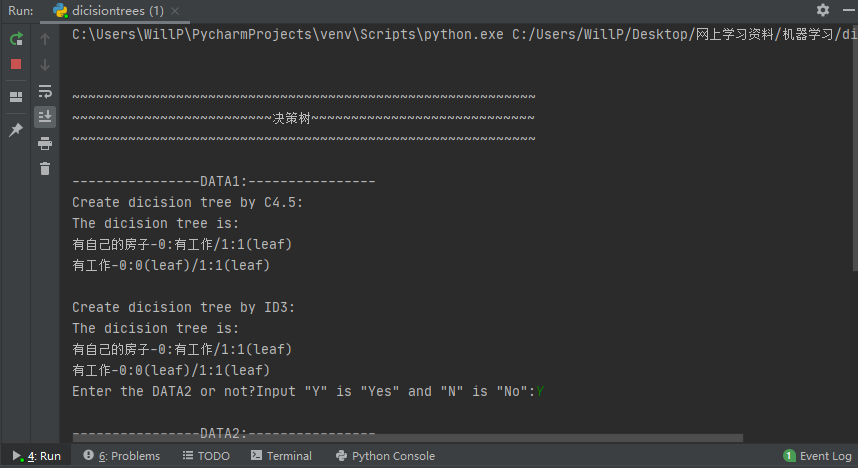 Run: dicisiontrees (1) ×
C:\Users\WillP\PycharmProjects\venv\Scripts\python.exe C:/Users/WillP/Desktop/网上学习资料/机器学习/di
~~~~~~~~~~~~~~~~~~~~~~~~~~~~~~~~~~~~~~~~~~~~~~~~~~~~~~~~~~
~~~~~~~~~~~~~~~~~~~~~~~~~决策树~~~~~~~~~~~~~~~~~~~~~~~~~~~~
~~~~~~~~~~~~~~~~~~~~~~~~~~~~~~~~~~~~~~~~~~~~~~~~~~~~~~~~~~
----------------DATA1:----------------
Create dicision tree by C4.5:
The dicision tree is:
有自己的房子-0:有工作/1:1(leaf)
有工作-0:0(leaf)/1:1(leaf)
Create dicision tree by ID3:
The dicision tree is:
有自己的房子-0:有工作/1:1(leaf)
有工作-0:0(leaf)/1:1(leaf)
Enter the DATA2 or not?Input "Y" is "Yes" and "N" is "No":Y
----------------DATA2:----------------
4: Run 6: Problems TODO Terminal Python Console 1 Event Log